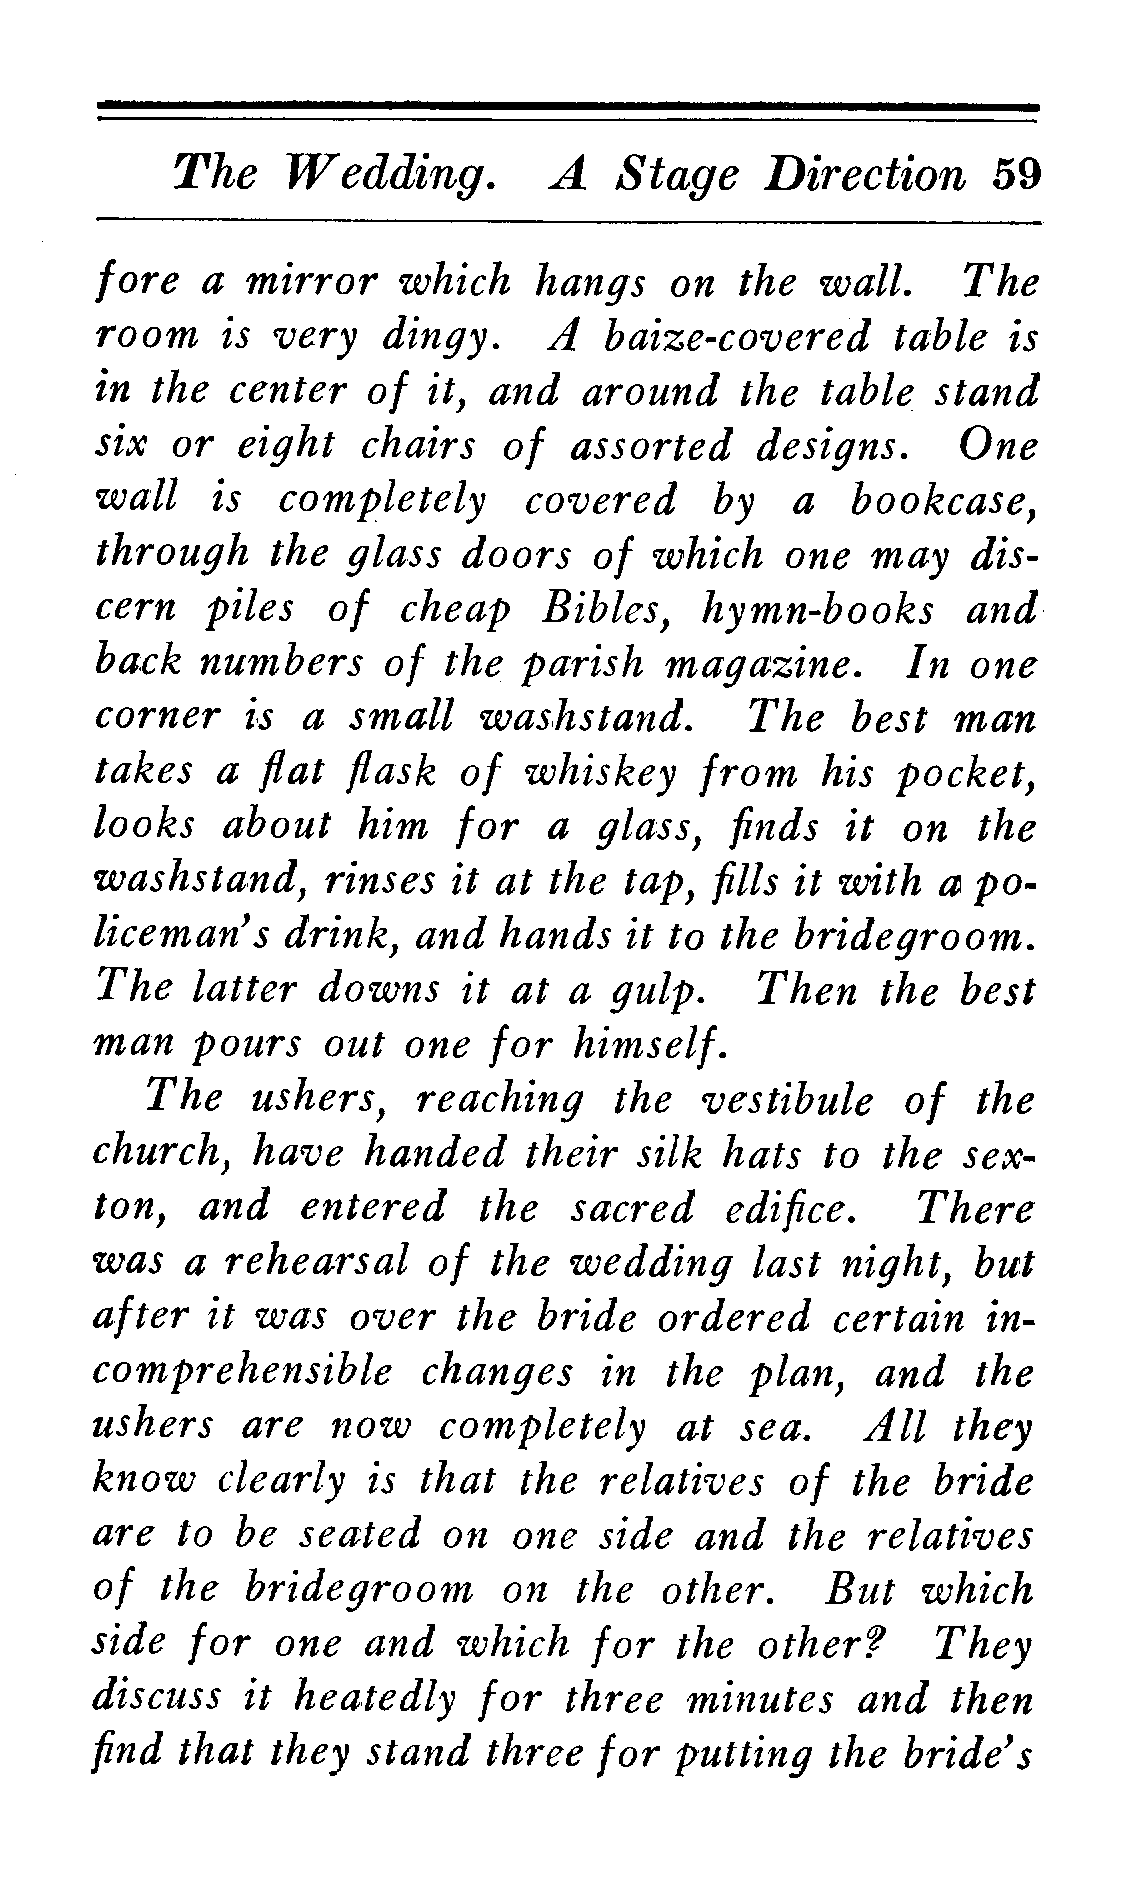 The Wedding. A Stage Direction 59
fore a mirror which hangs on the wall. The
room is very dingy. A baize-covered table is
in the center of it, and around the table stand
six or eight chairs of assorted designs. One
wall is completely covered by a bookcase,
through the glass doors of which one may dis-
cern piles of cheap Bibles, hymn-books and
back numbers of the parish magazine. In one
corner is a small washstand. The best man
takes a flat flask of whiskey from his pocket,
looks about him for a glass, finds it on the
washstand, rinses it at the tap, fills it with a po-
liceman's drink, and hands it to the bridegroom.
The latter downs it at a gulp. Then the best
man pours out one for himself.
The ushers, reaching the vestibule of the
church, have handed their silk hats to the sex-
ton, and entered the sacred edifice. There
was a rehearsal of the wedding last night, but
after it was over the bride ordered certain in-
comprehensible changes in the plan, and the
ushers are now completely at sea. All they
know clearly is that the relatives of the bride
are to be seated on one side and the relatives
of the bridegroom on the other. But which
side for one and which for the other? They
discuss it heatedly for three minutes and then
find that they stand three for putting the bride's